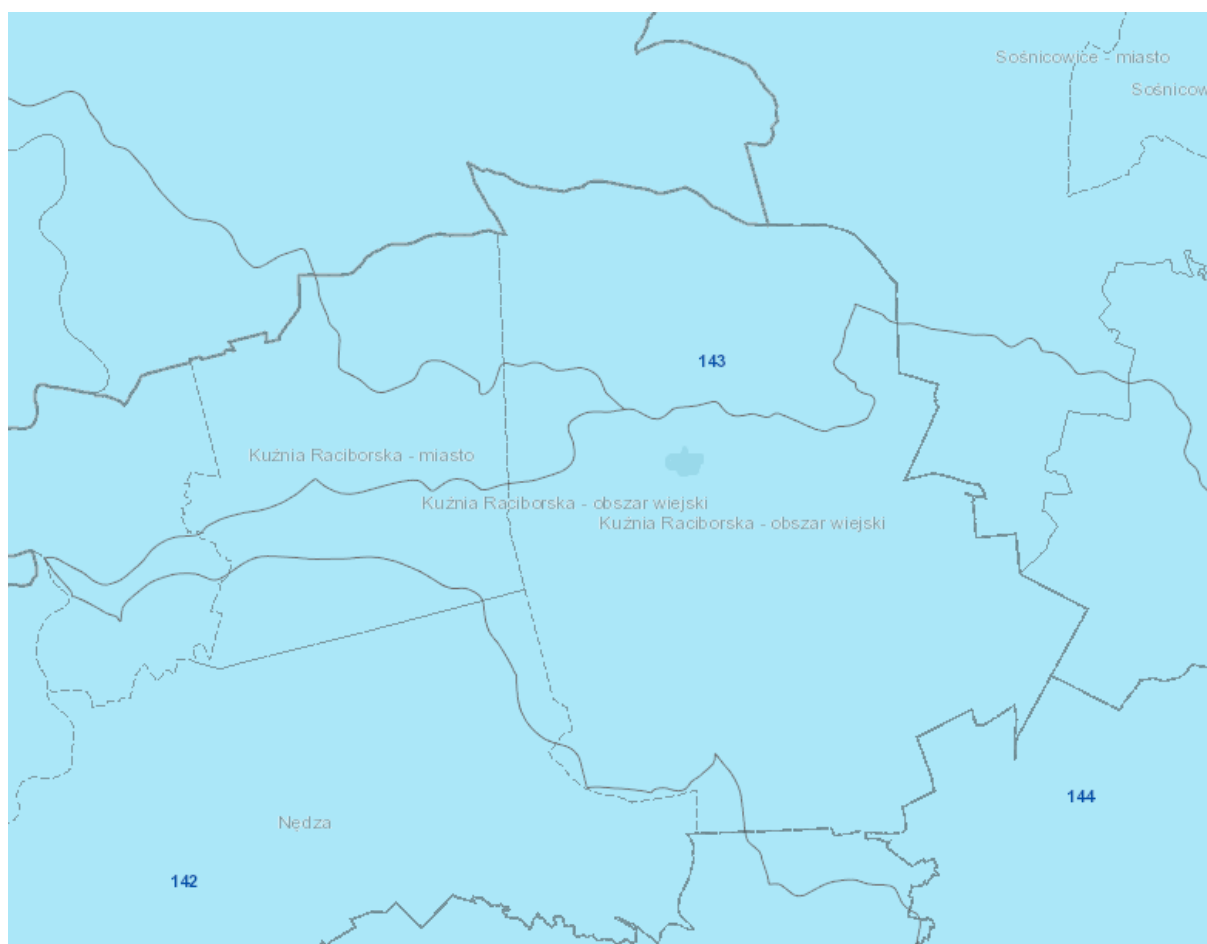 Sośnicowice - miasto
Sośnicow
143
Kuźnia Raciborska - miasto
Kuźnia Raciborska - obszar wiejski
Kuźnia Raciborska - obszar wiejski
144
Nędza
142